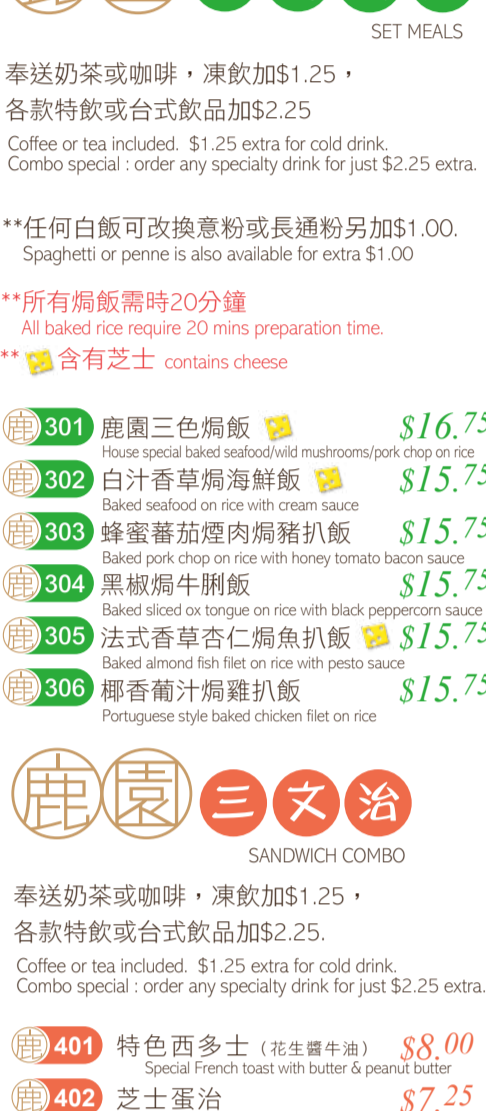 SET MEALS
奉送奶茶或咖啡，凍飲加$1.25，
各款特飲或台式飲品加$2.25
Coffee or tea included. $1.25 extra for cold drink.
Combo special : order any specialty drink for just $2.25 extra.
**任何白飯可改換意粉或長通粉另加$1.00.
Spaghetti or penne is also available for extra $1.00
**所有焗飯需時20分鐘
All baked rice require 20 mins preparation time.
** 含有芝士 contains cheese
鹿 301 鹿園三色焗飯 $16.75
House special baked seafood/wild mushrooms/pork chop on rice
鹿 302 白汁香草焗海鮮飯 $15.75
Baked seafood on rice with cream sauce
鹿 303 蜂蜜蕃茄煙肉焗豬扒飯 $15.75
Baked pork chop on rice with honey tomato bacon sauce
鹿 304 黑椒焗牛脷飯 $15.75
Baked sliced ox tongue on rice with black peppercorn sauce
鹿 305 法式香草杏仁焗魚扒飯 $15.75
Baked almond fish filet on rice with pesto sauce
鹿 306 椰香葡汁焗雞扒飯 $15.75
Portuguese style baked chicken filet on rice
鹿園三文治
SANDWICH COMBO
奉送奶茶或咖啡，凍飲加$1.25，
各款特飲或台式飲品加$2.25.
Coffee or tea included. $1.25 extra for cold drink.
Combo special : order any specialty drink for just $2.25 extra.
鹿 401 特色西多士（花生醬牛油） $8.00
Special French toast with butter & peanut butter
鹿 402 芝士蛋治 $7.25